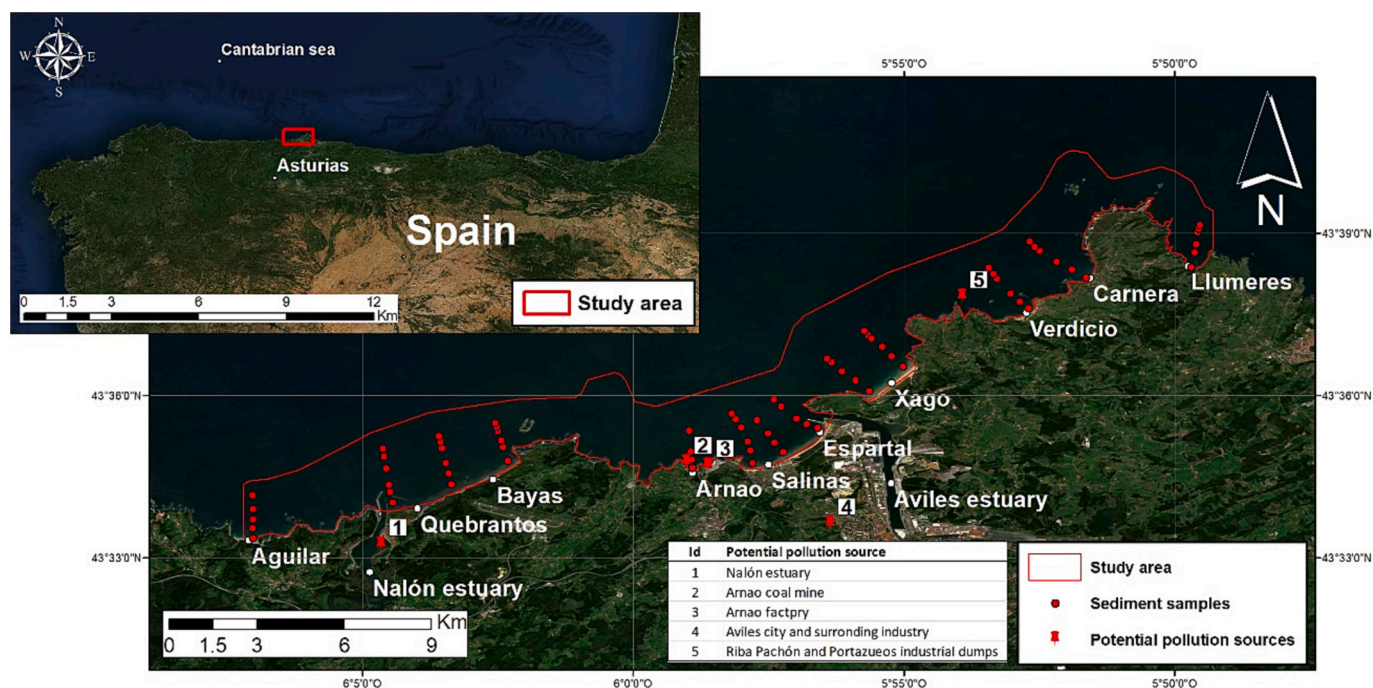 N
W E
S
Cantabrian sea
Asturias
Spain
0 1.5 3 6 9 12
Km
Study area
5°55'0"O 5°50'0"O
N
43°39'0"N
5
Llumeres
Carnera
Verdicio
43°36'0"N
43°36'0"N
Xago
2 3
Espartal
Arnao
Salinas
Bayas
Aviles estuary
4
1
Quebrantos
Aguilar
43°33'0"N
43°33'0"N
Nalón estuary
Id Potential pollution source
1 Nalón estuary
2 Arnao coal mine
3 Arnao factpry
4 Aviles city and surronding industry
5 Riba Pachón and Portazueos industrial dumps
Study area
Sediment samples
Potential pollution sources
Km
0 1.5 3 6 9
6°5'0"O 6°0'0"O 5°55'0"O 5°50'0"O